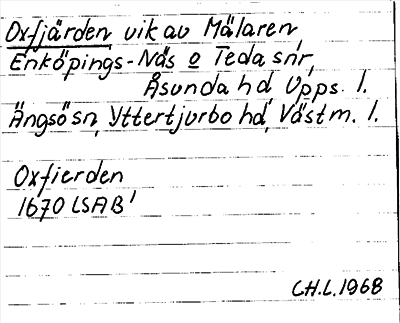 Oxfjärden, vik av Mälaren,
Enköpings-Näs o Teda snr,
Åsunda hd, Upps. l.
Ängsö sn, Yttertjurbo hd, Västm. l.
Oxfierden
1670 LSAB'
C.H.L. 1968